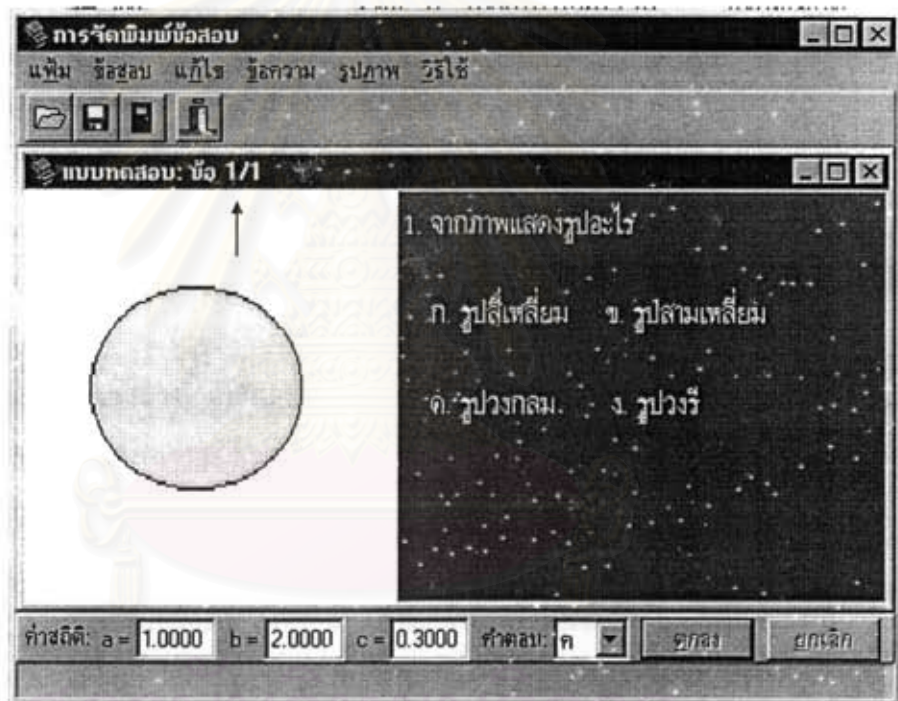 การจัดพิมพ์ข้อสอบ
แฟ้ม ข้อสอบ แก้ไข ข้อความ รูปภาพ วิธีใช้
แบบทดสอบ: ข้อ 1/1
1. จากภาพแสดงรูปอะไร
ก. รูปสี่เหลี่ยม ข. รูปสามเหลี่ยม
ค. รูปวงกลม. ง. รูปวงรี
ค่าสถิติ: a = 1.0000 b = 2.0000 c = 0.3000 คำตอบ: ค ตกลง ยกเลิก